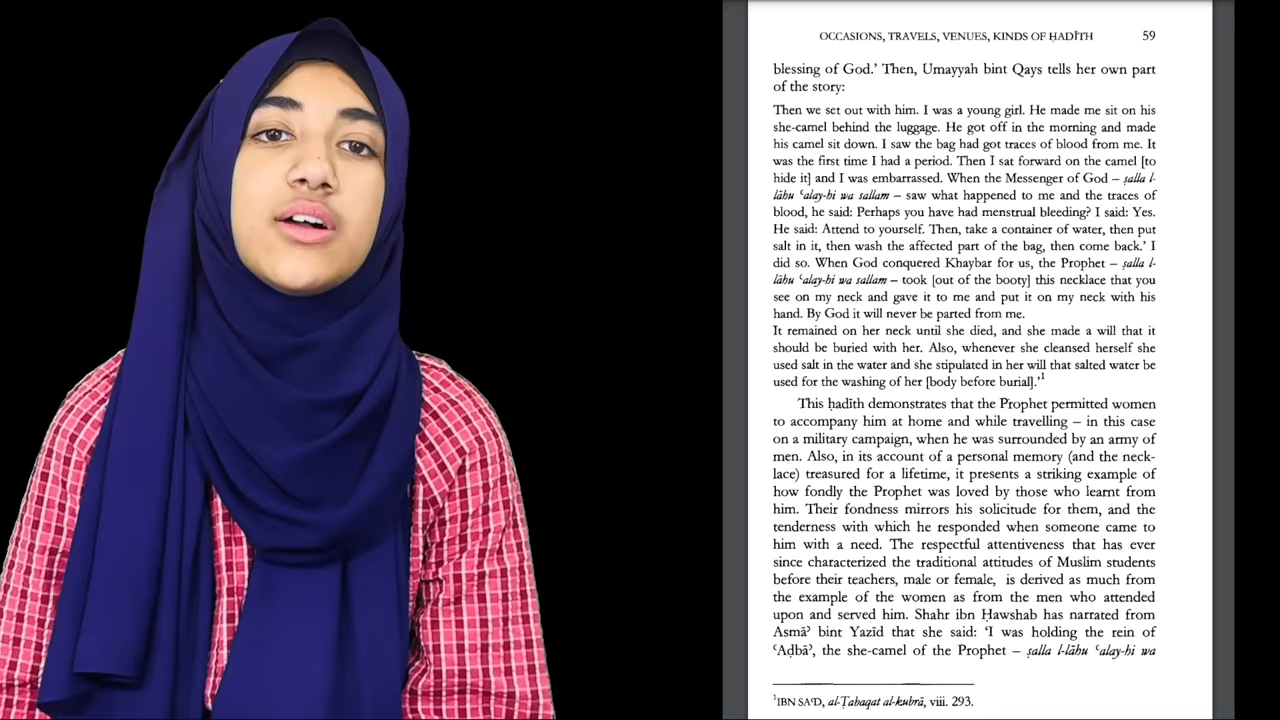 OCCASIONS, TRAVELS, VENUES, KINDS OF ḤADĪTH 59
blessing of God.’ Then, Umayyah bint Qays tells her own part
of the story:
Then we set out with him. I was a young girl. He made me sit on his
she-camel behind the luggage. He got off in the morning and made
his camel sit down. I saw the bag had got traces of blood from me. It
was the first time I had a period. Then I sat forward on the camel [to
hide it] and I was embarrassed. When the Messenger of God – ṣalla l-
lāhu ʿalay-hi wa sallam – saw what happened to me and the traces of
blood, he said: Perhaps you have had menstrual bleeding? I said: Yes.
He said: Attend to yourself. Then, take a container of water, then put
salt in it, then wash the affected part of the bag, then come back.’ I
did so. When God conquered Khaybar for us, the Prophet – ṣalla l-
lāhu ʿalay-hi wa sallam – took [out of the booty] this necklace that you
see on my neck and gave it to me and put it on my neck with his
hand. By God it will never be parted from me.
It remained on her neck until she died, and she made a will that it
should be buried with her. Also, whenever she cleansed herself she
used salt in the water and she stipulated in her will that salted water be
used for the washing of her [body before burial].’¹
This ḥadīth demonstrates that the Prophet permitted women
to accompany him at home and while travelling – in this case
on a military campaign, when he was surrounded by an army of
men. Also, in its account of a personal memory (and the neck-
lace) treasured for a lifetime, it presents a striking example of
how fondly the Prophet was loved by those who learnt from
him. Their fondness mirrors his solicitude for them, and the
tenderness with which he responded when someone came to
him with a need. The respectful attentiveness that has ever
since characterized the traditional attitudes of Muslim students
before their teachers, male or female, is derived as much from
the example of the women as from the men who attended
upon and served him. Shahr ibn Ḥawshab has narrated from
Asmāʾ bint Yazīd that she said: ‘I was holding the rein of
ʿAḍbāʾ, the she-camel of the Prophet – ṣalla l-lāhu ʿalay-hi wa
¹IBN SAʿD, al-Ṭabaqat al-kubrā, viii. 293.